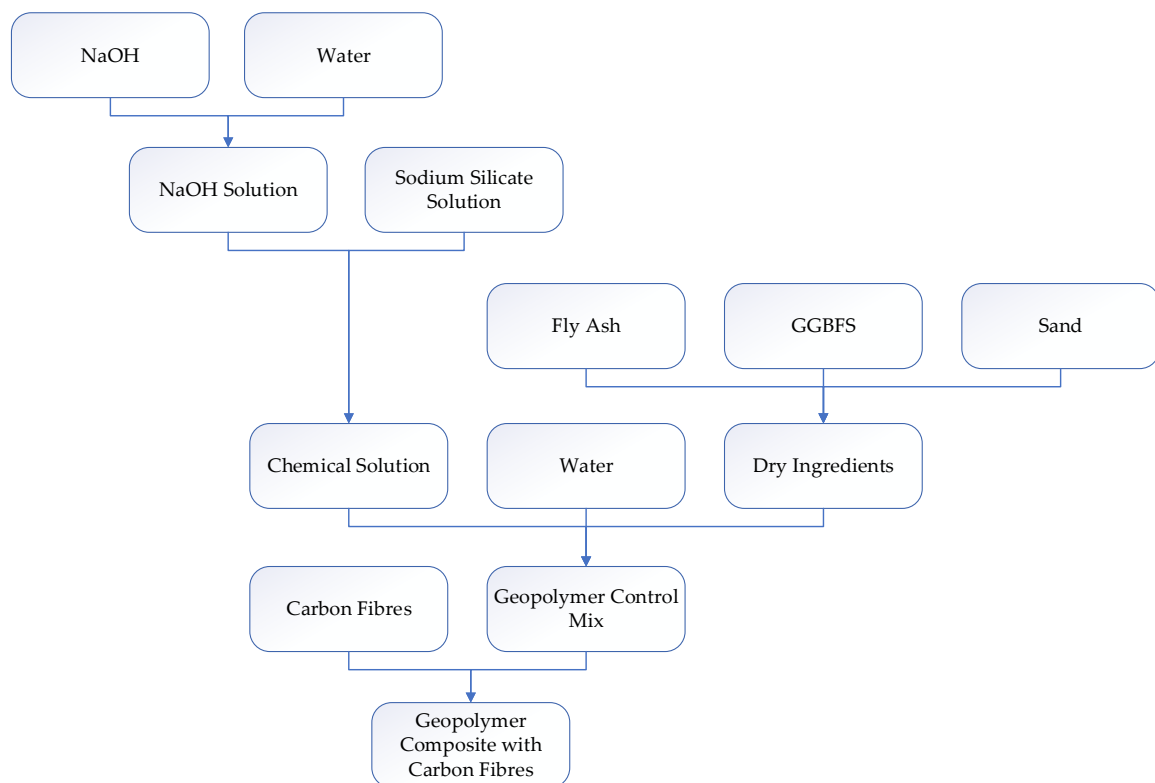 NaOH
Water
NaOH Solution
Sodium Silicate
Solution
Fly Ash
GGBFS
Sand
Chemical Solution
Water
Dry Ingredients
Carbon Fibres
Geopolymer Control
Mix
Geopolymer
Composite with
Carbon Fibres